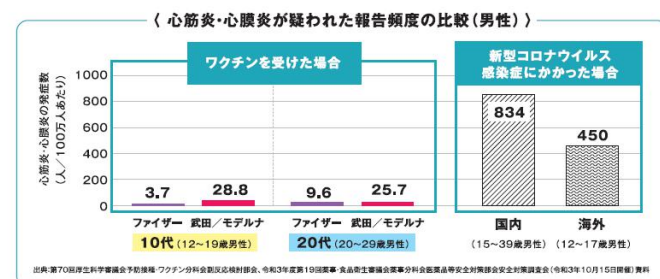 〈 心筋炎・心膜炎が疑われた報告頻度の比較(男性) 〉
心筋炎・心膜炎の発症数
(人/100万人あたり)
ワクチンを受けた場合
1000
800
600
400
200
0
3.7
28.8
9.6
25.7
ファイザー 武田/モデルナ ファイザー 武田/モデルナ
10代(12〜19歳男性)
20代(20〜29歳男性)
新型コロナウイルス
感染症にかかった場合
834
450
国内
海外
(15〜39歳男性)
(12〜17歳男性)
出典:第70回厚生科学審議会予防接種・ワクチン分科会副反応検討部会、令和3年度第19回薬事・食品衛生審議会薬事分科会医薬品等安全対策部会安全対策調査会(令和3年10月15日開催)資料